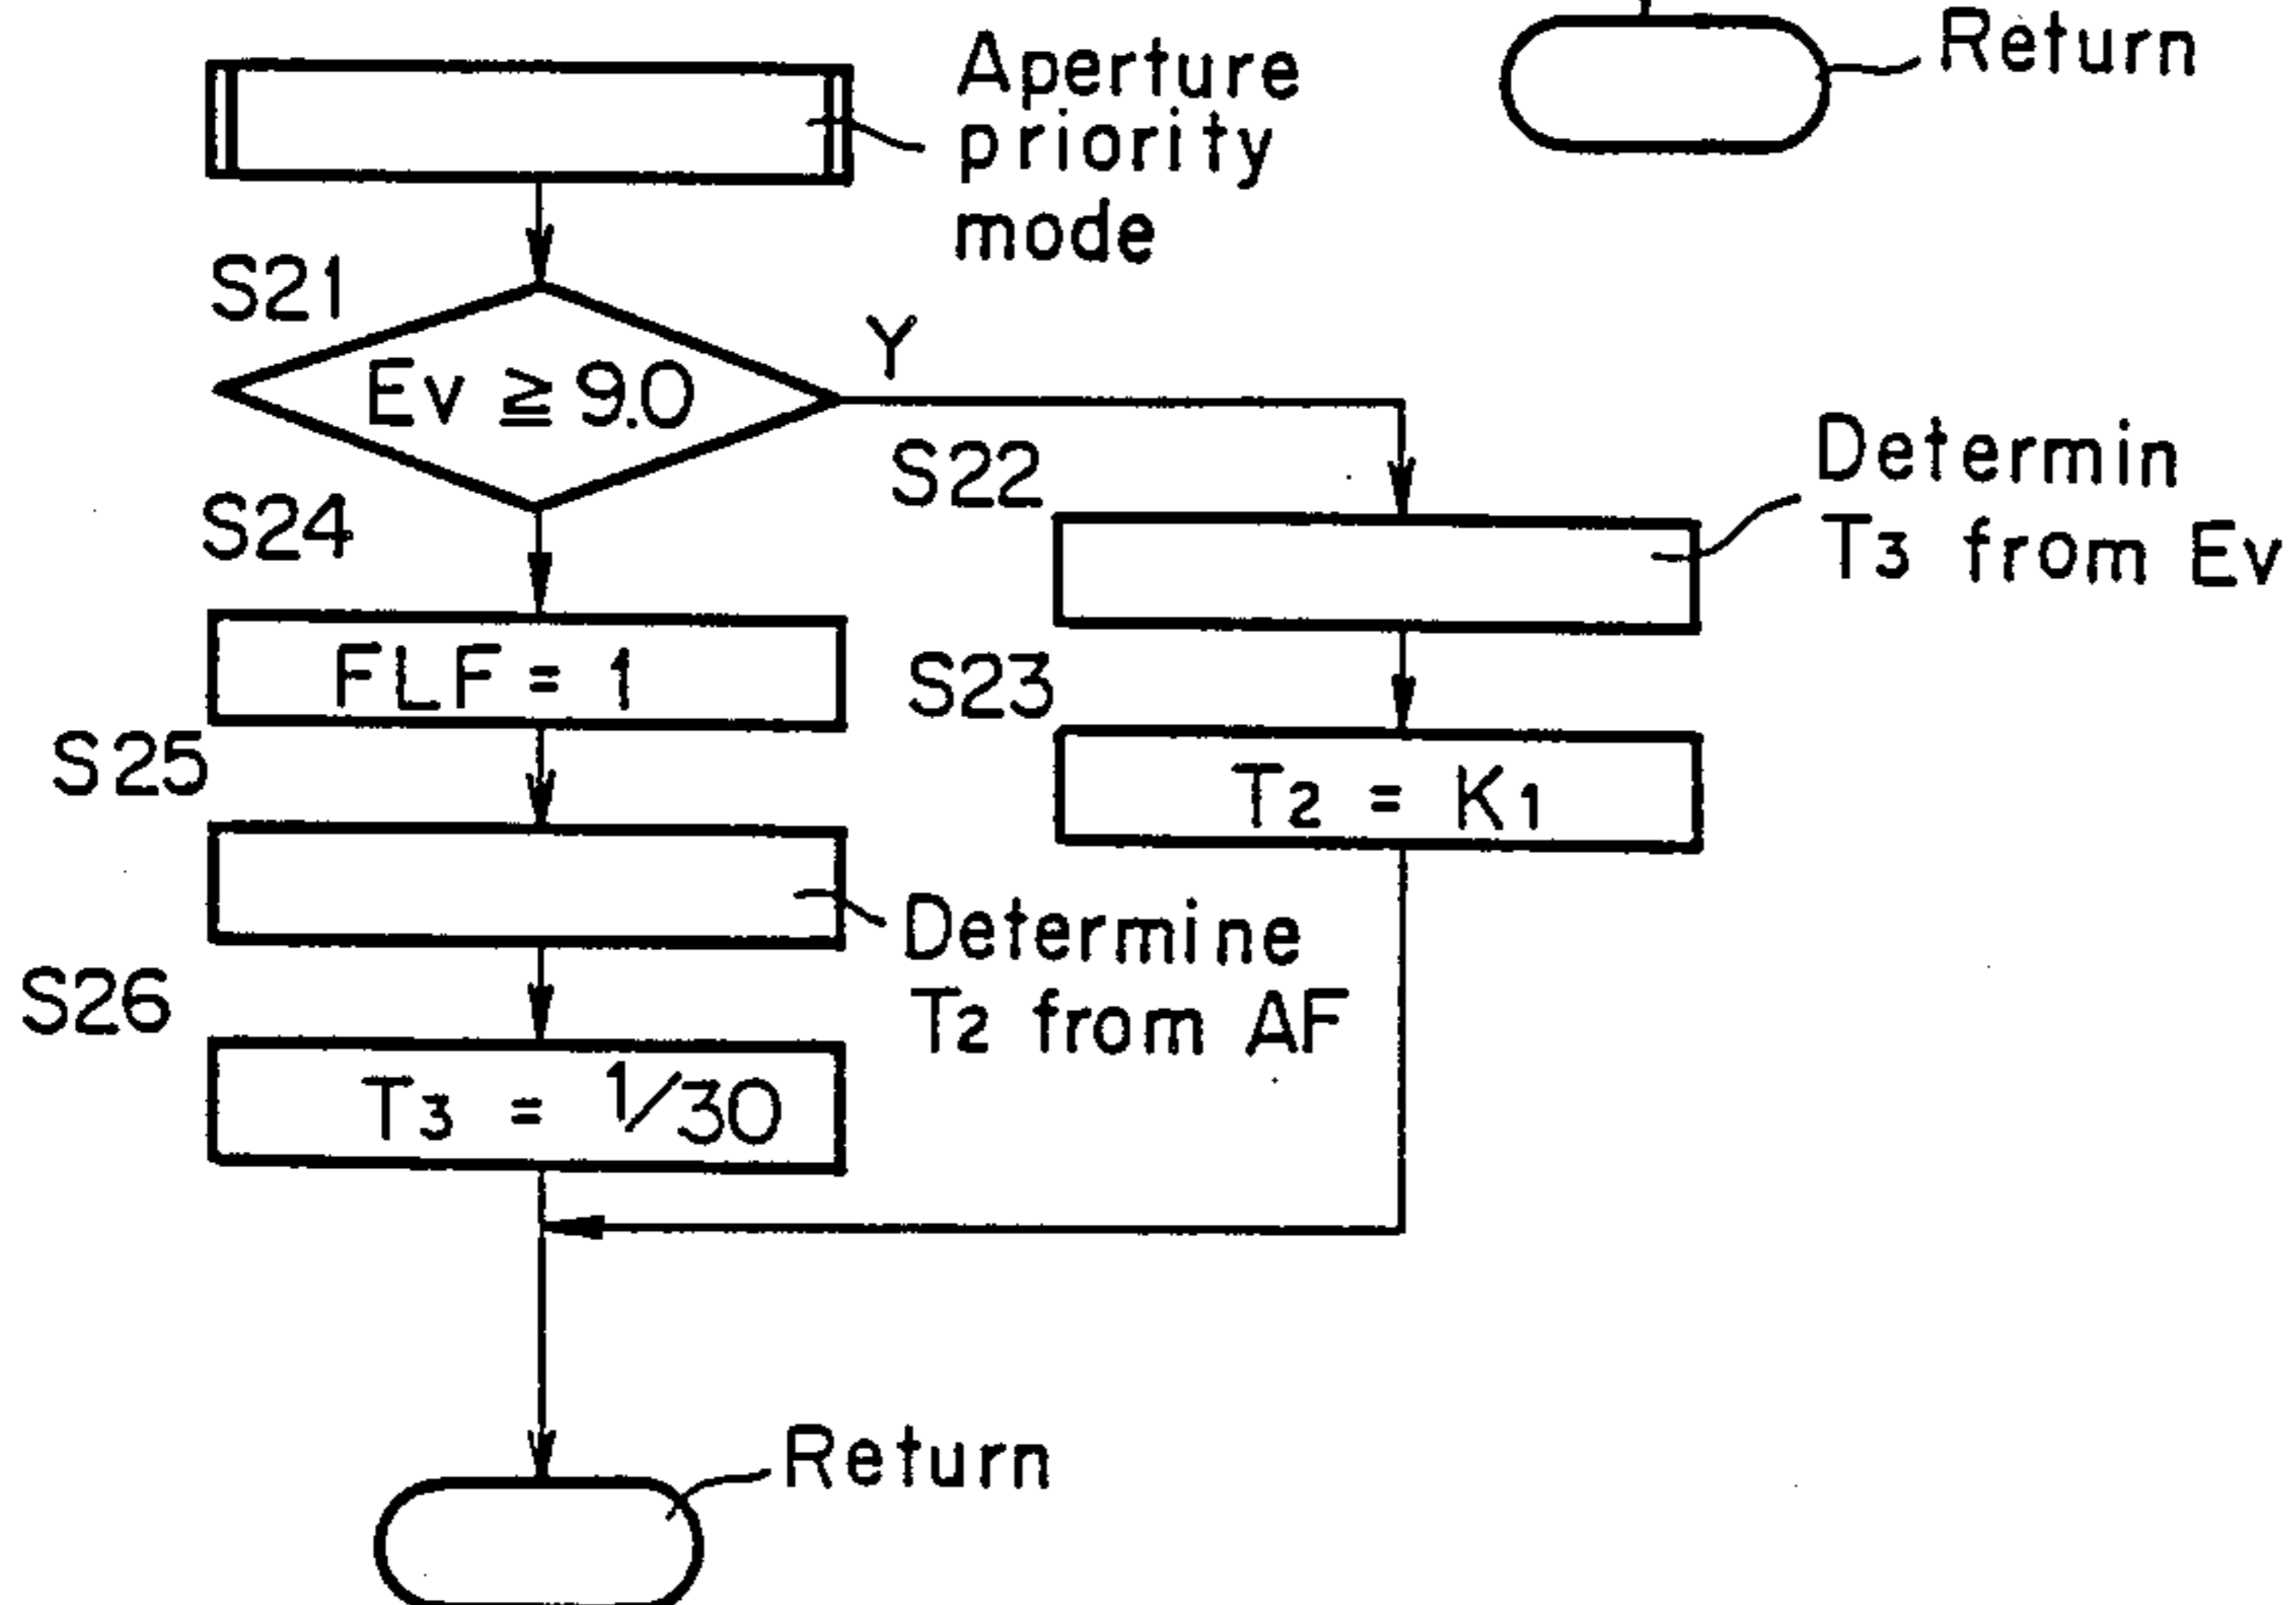 Return
Aperture
priority
mode
S21
Ev ≧ 9.0
Y
S22
Determin
T3 from Ev
S24
FLF = 1
S23
T2 = K1
S25
Determine
T2 from AF
S26
T3 = 1/30
Return